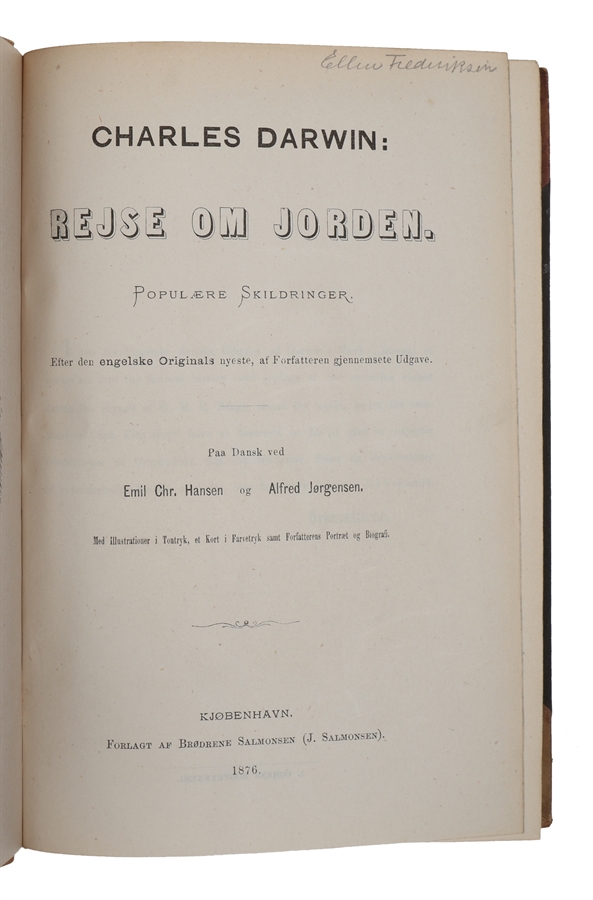 Ellen Frederiksen
CHARLES DARWIN:
REJSE OM JORDEN.
POPULÆRE SKILDRINGER.
Efter den engelske Originals nyeste, af Forfatteren gjennemsete Udgave.
Paa Dansk ved
Emil Chr. Hansen og Alfred Jørgensen.
Med Illustrationer i Tontryk, et Kort i Farvetryk samt Forfatterens Portræt og Biografi.
KJØBENHAVN.
FORLAGT AF BRØDRENE SALMONSEN (J. SALMONSEN).
1876.